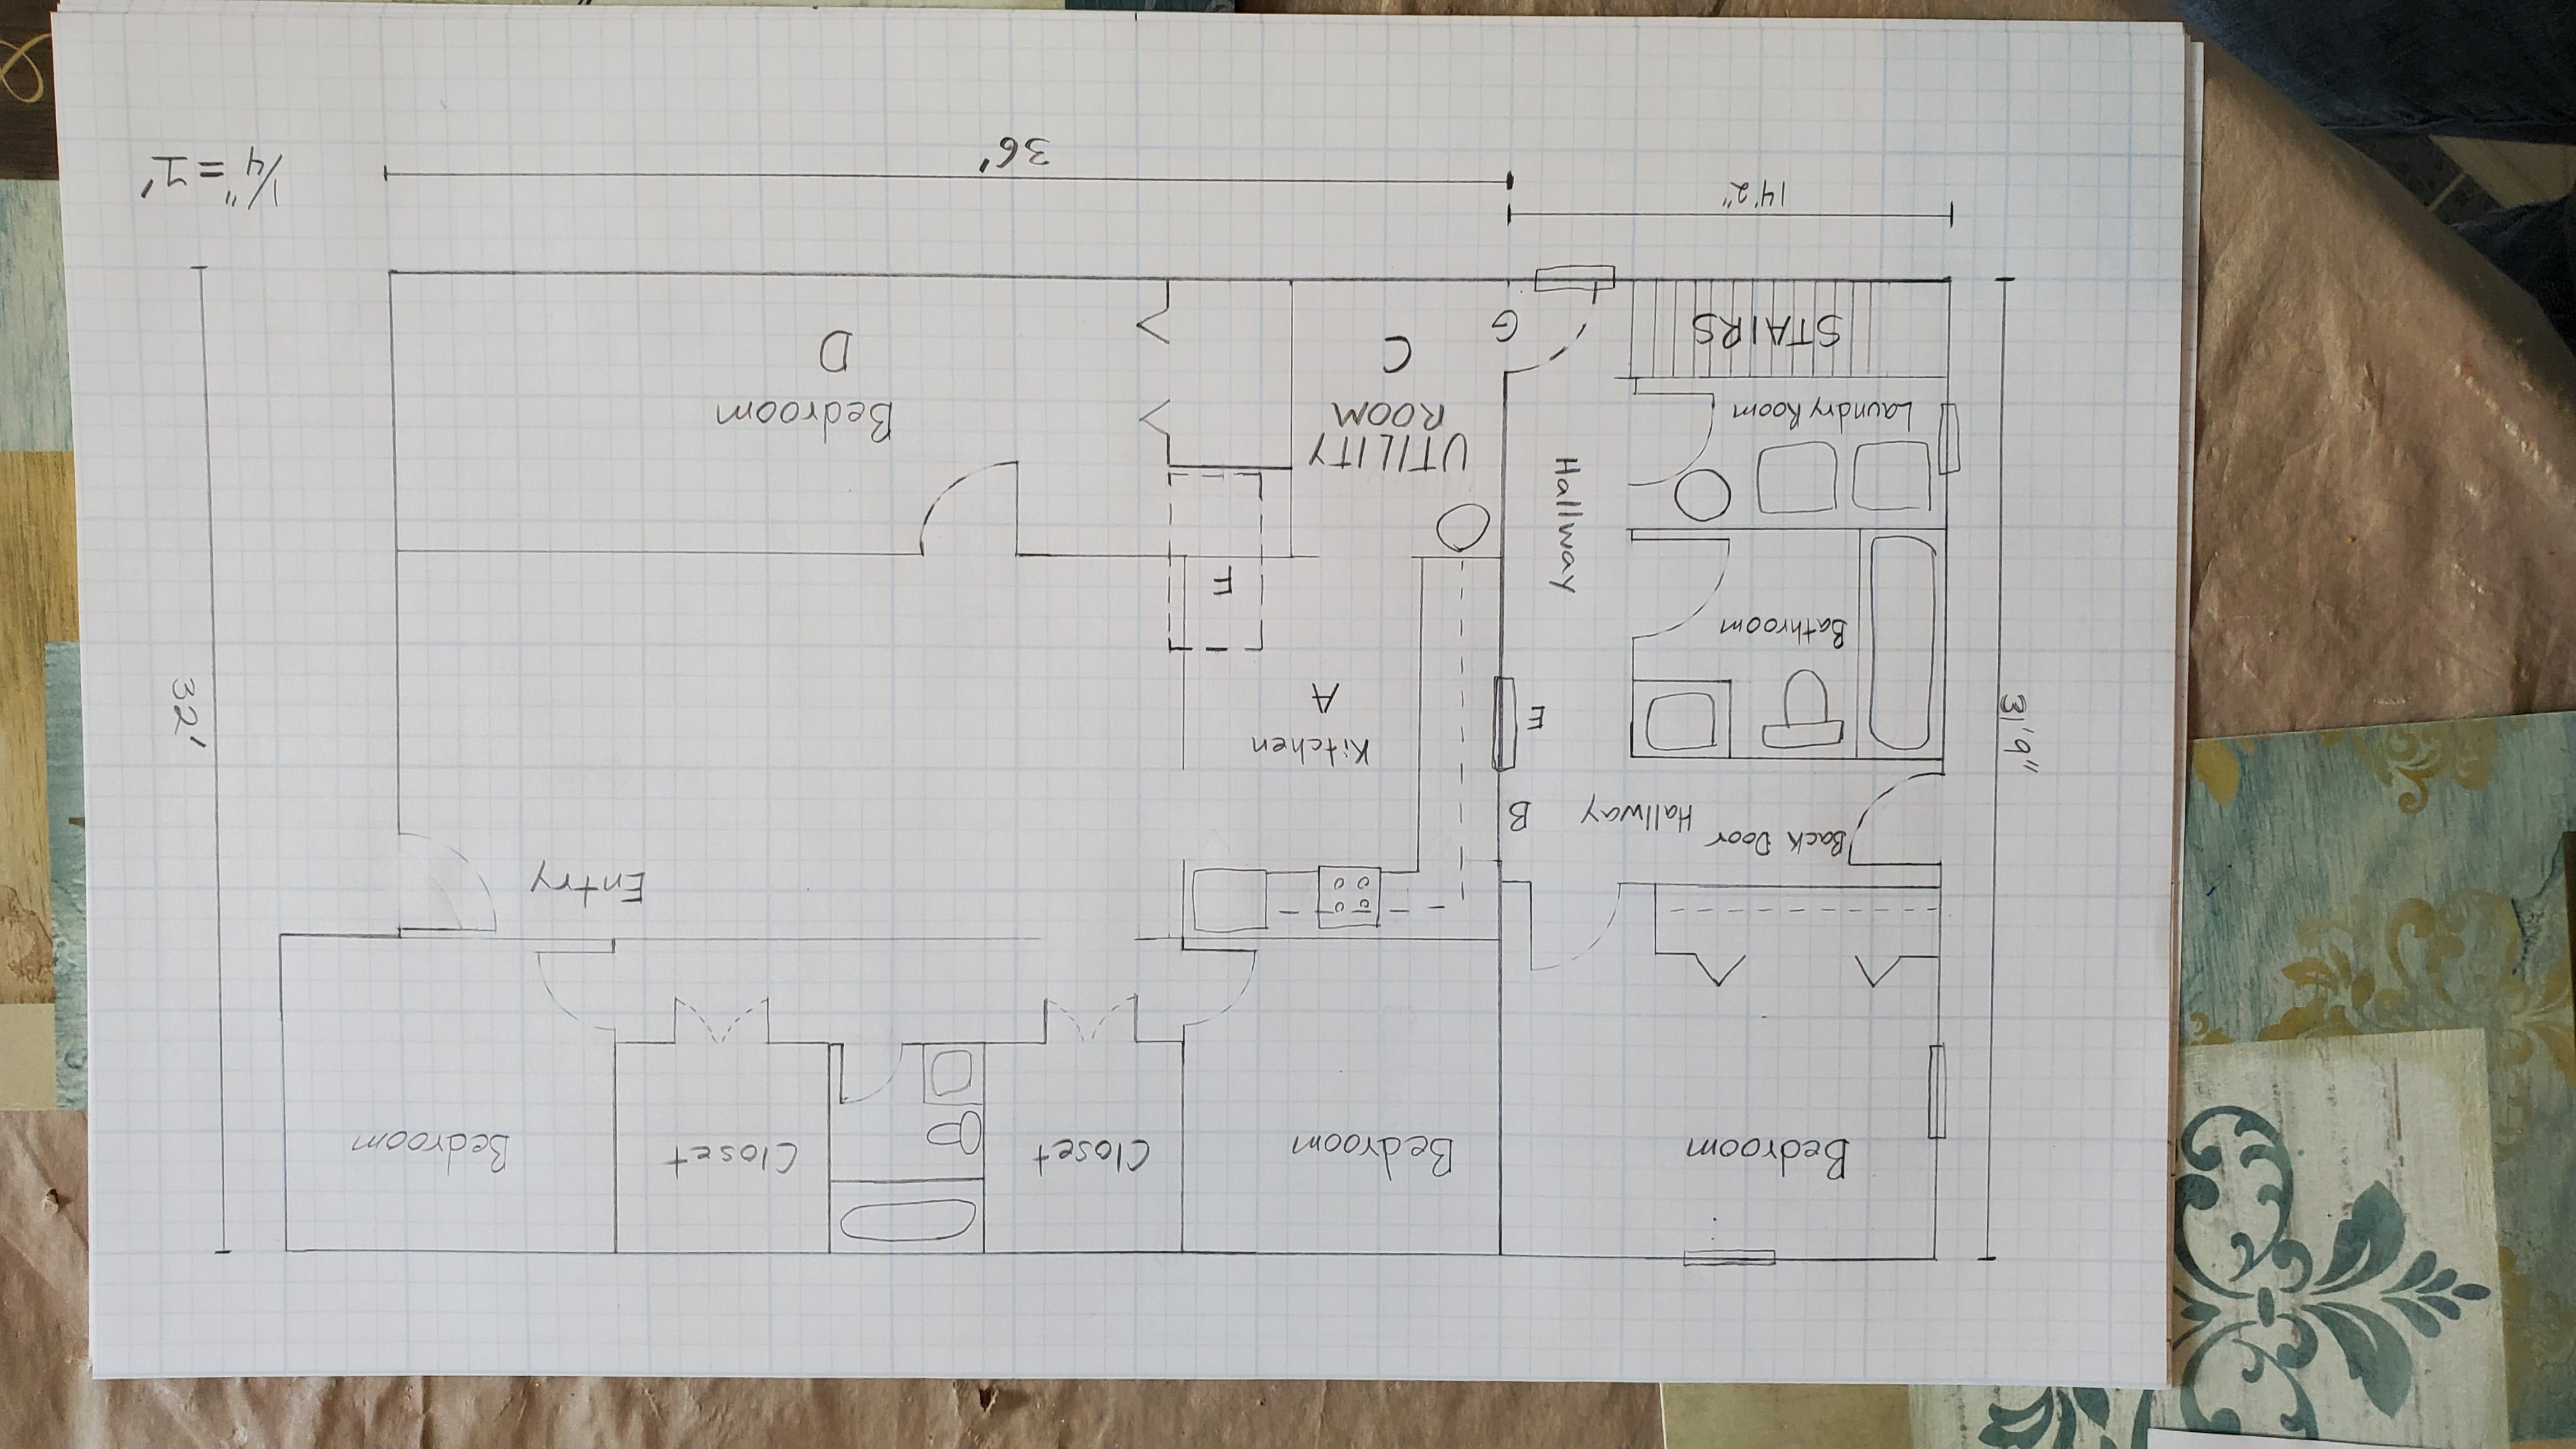 Bedroom
Closet
Closet
Bedroom
Bedroom
Entry
32'
1/4" = 1'
Back Door
Hallway
B
E
Kitchen
A
F
Bathroom
Hallway
UTILITY
ROOM
C
Bedroom
D
Laundry Room
STAIRS
G
36'
14'2"
31'9"